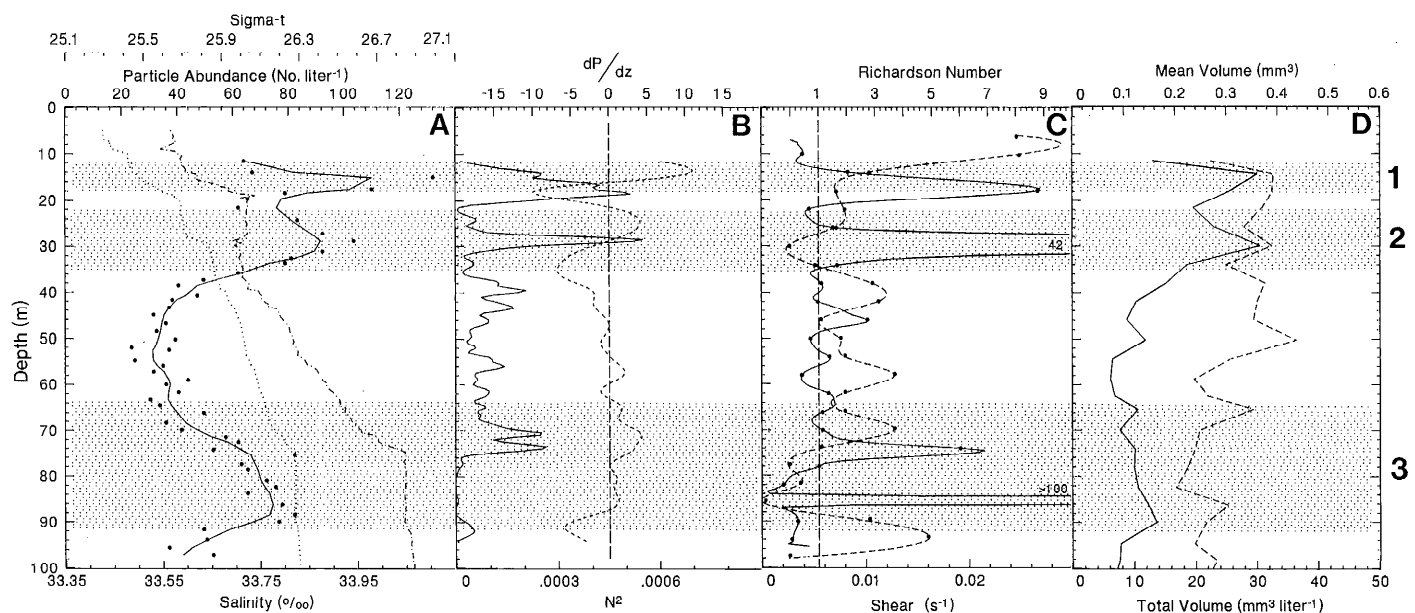 Sigma-t
25.1 25.5 25.9 26.3 26.7 27.1
Particle Abundance (No. liter⁻¹)
0 20 40 60 80 100 120
dP/dz
-15 -10 -5 0 5 10 15
Richardson Number
1 3 5 7 9
Mean Volume (mm³)
0 0.1 0.2 0.3 0.4 0.5 0.6
A B C D
Depth (m)
0
10
20
30
40
50
60
70
80
90
100
1
2
3
42
>100
33.35 33.55 33.75 33.95
Salinity (o/oo)
0 .0003 .0006
N²
0 0.01 0.02
Shear (s⁻¹)
0 10 20 30 40 50
Total Volume (mm³ liter⁻¹)